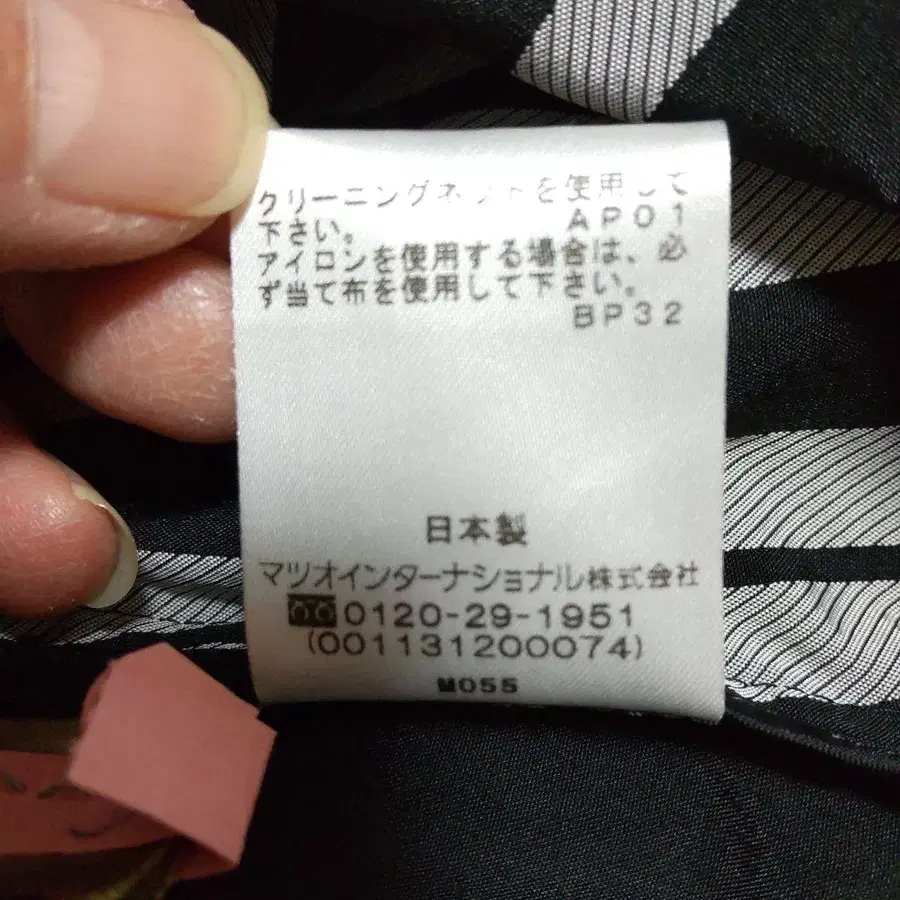 クリーニングネットを使用して
下さい。 AP01
アイロンを使用する場合は、必
ず当て布を使用して下さい。
BP32
日本製
マツオインターナショナル株式会社
0120-29-1951
(001131200074)
M055